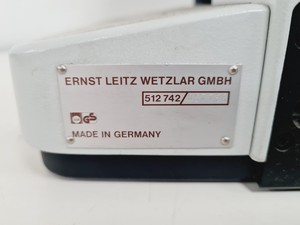 ERNST LEITZ WETZLAR GMBH
512 742/
GS
MADE IN GERMANY